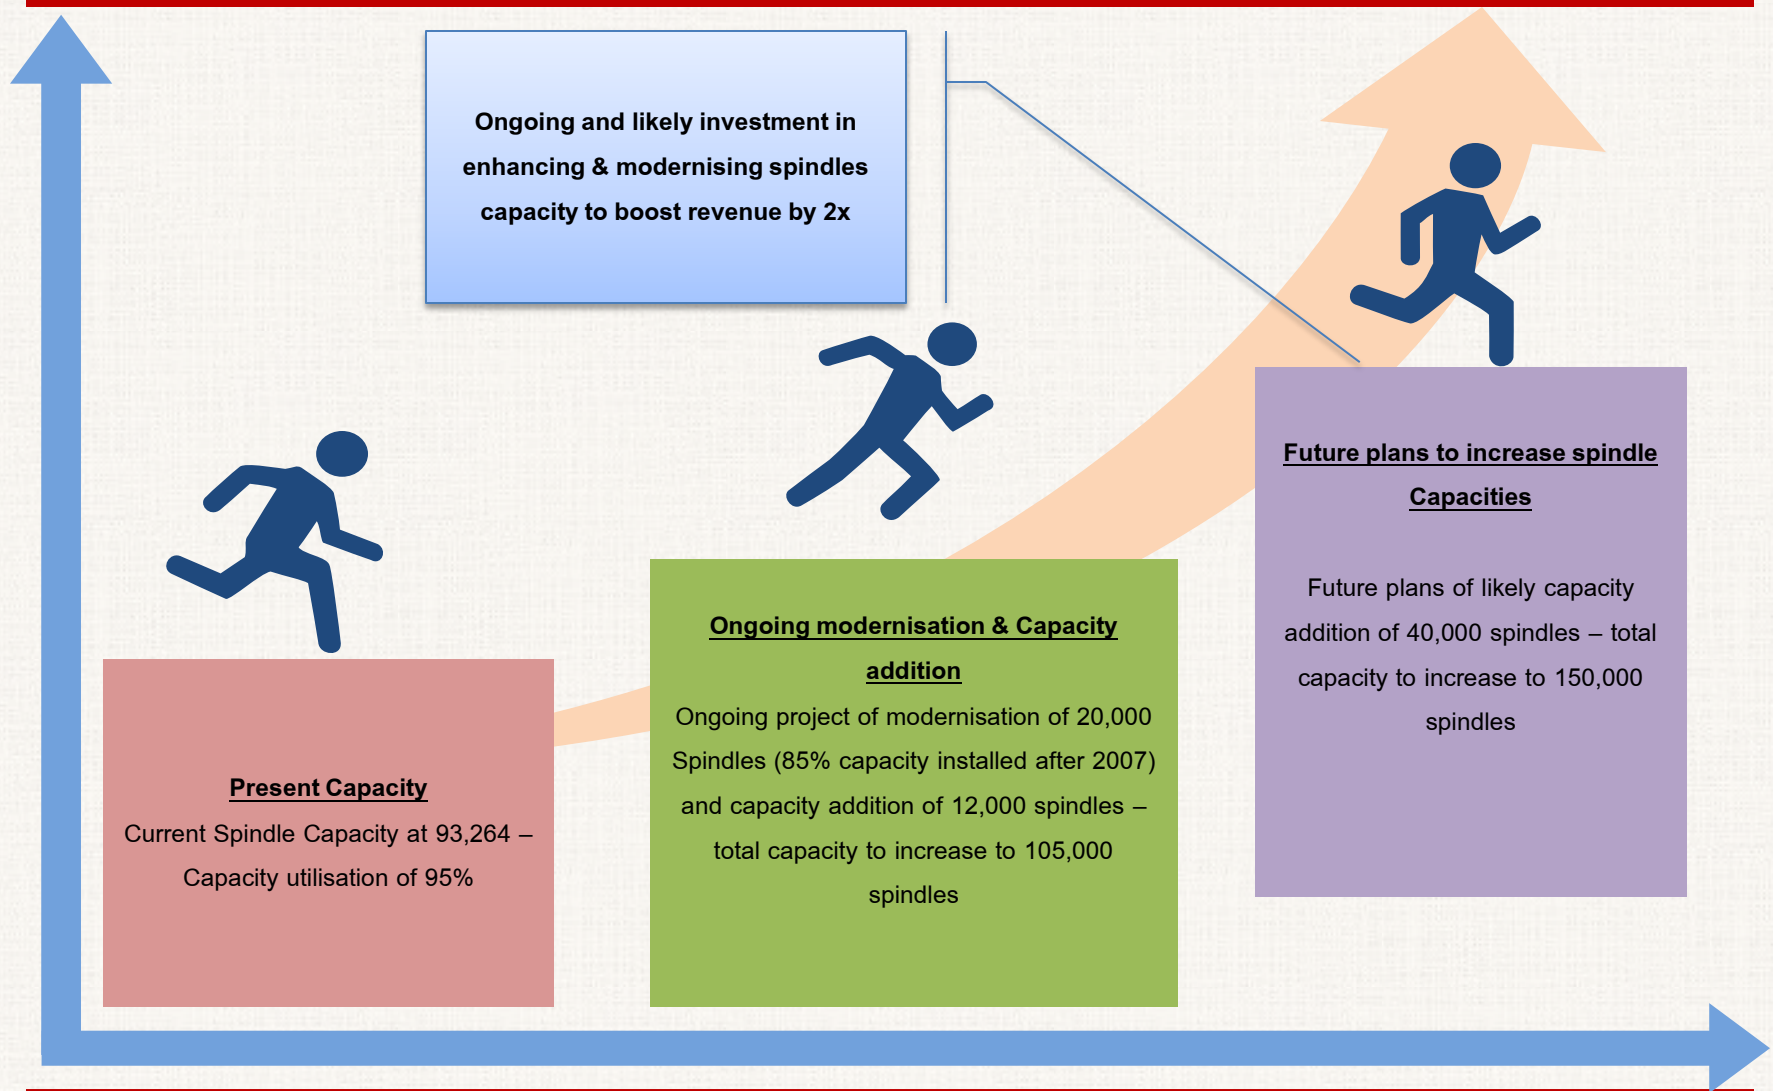 Ongoing and likely investment in
enhancing & modernising spindles
capacity to boost revenue by 2x
Present Capacity
Current Spindle Capacity at 93,264 –
Capacity utilisation of 95%
Ongoing modernisation & Capacity
addition
Ongoing project of modernisation of 20,000
Spindles (85% capacity installed after 2007)
and capacity addition of 12,000 spindles –
total capacity to increase to 105,000
spindles
Future plans to increase spindle
Capacities
Future plans of likely capacity
addition of 40,000 spindles – total
capacity to increase to 150,000
spindles